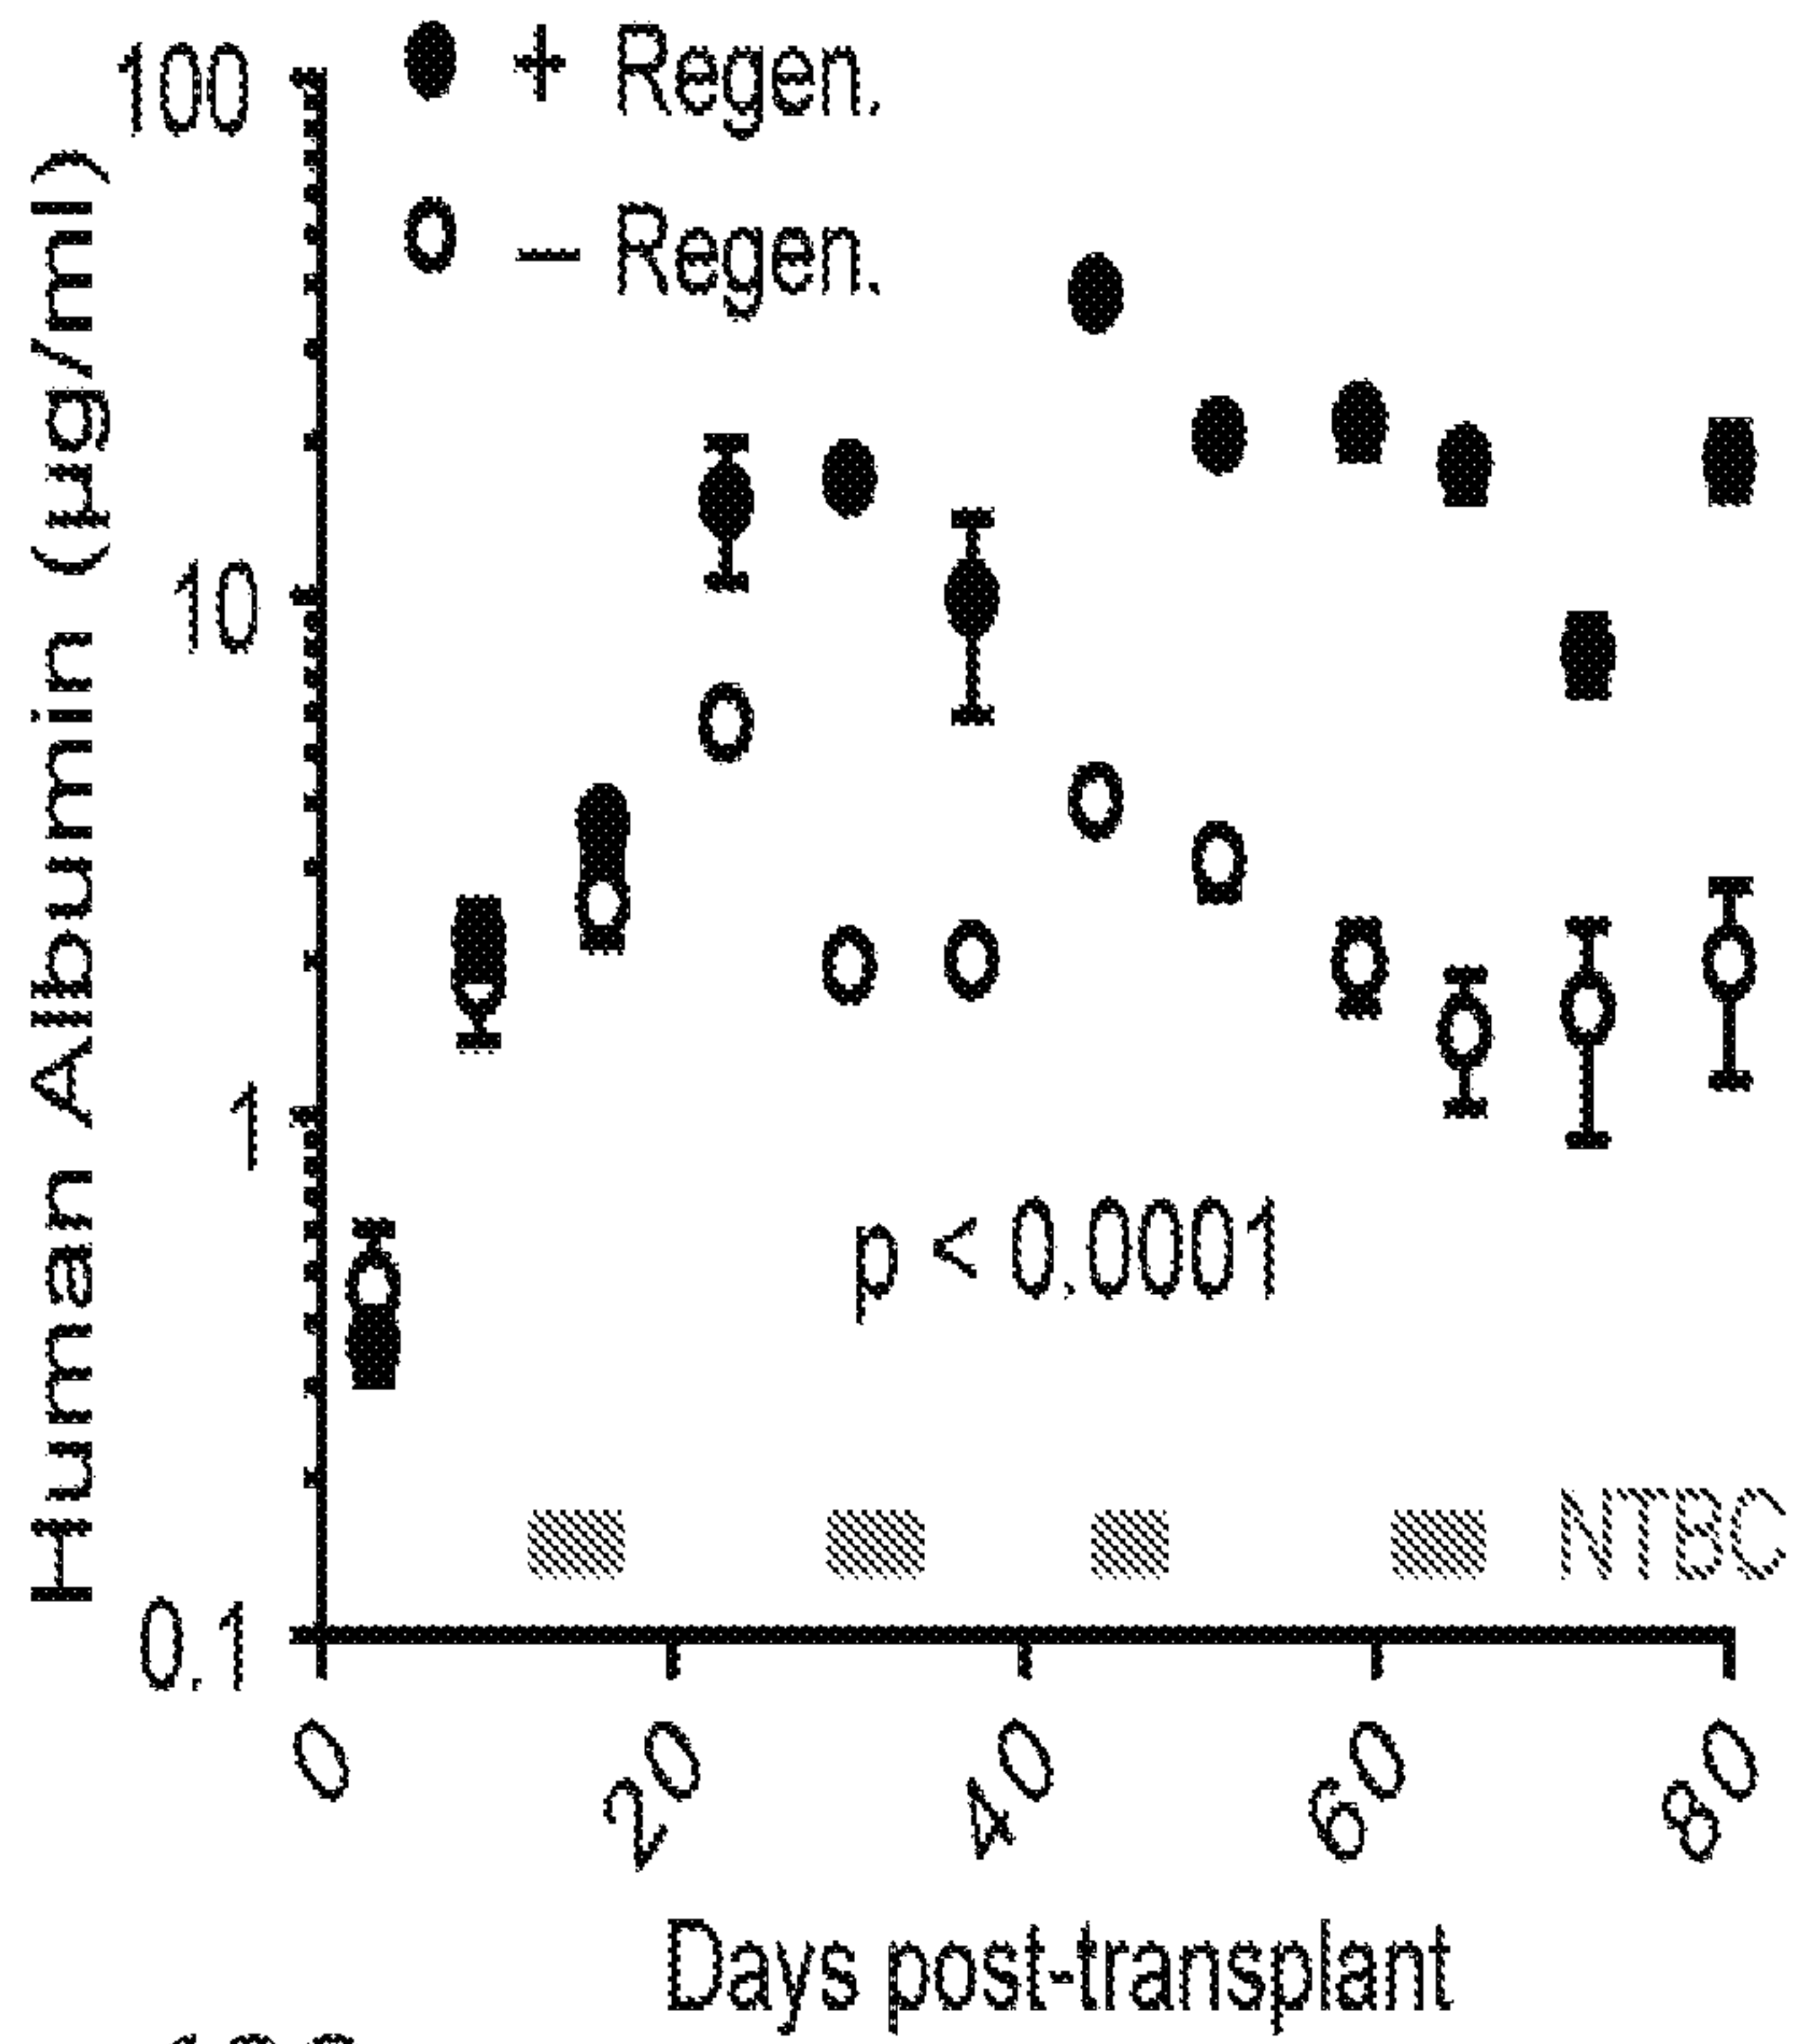 100
+ Regen.
– Regen.
Human Albumin (µg/ml)
10
1
p < 0.0001
NTBC
0.1
0
20
40
60
80
Days post-transplant